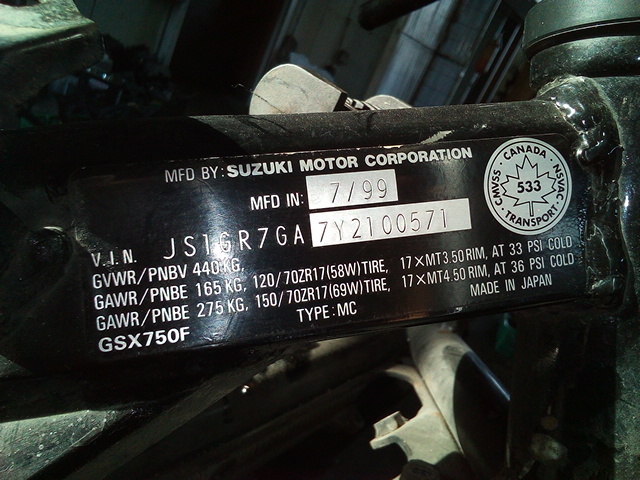 MFD BY: SUZUKI MOTOR CORPORATION
MFD IN: 7/99
V.I.N. JS1GR7GA7Y2100571
GVWR/PNBV 440 KG,
GAWR/PNBE 165 KG, 120/70ZR17(58W)TIRE, 17×MT3.50 RIM, AT 33 PSI COLD
GAWR/PNBE 275 KG, 150/70ZR17(69W)TIRE, 17×MT4.50 RIM, AT 36 PSI COLD
TYPE: MC MADE IN JAPAN
GSX750F
CANADA
CMVSS 533 NSVAC
TRANSPORT